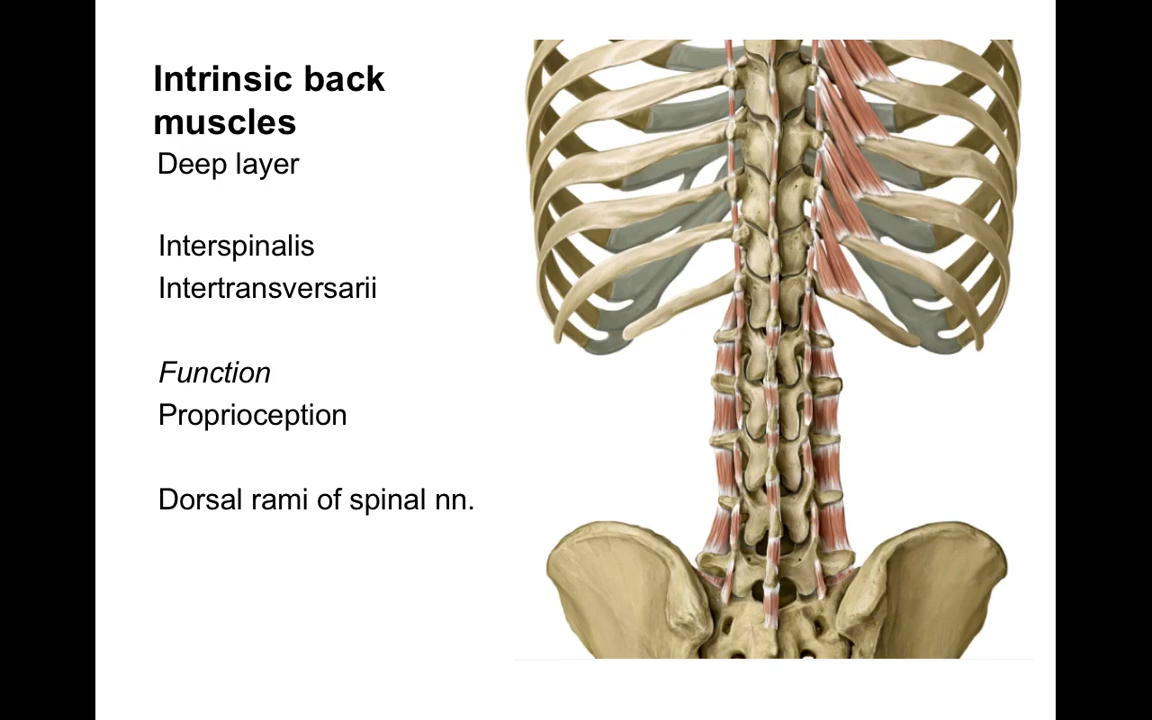 Intrinsic back
muscles
Deep layer
Interspinalis
Intertransversarii
Function
Proprioception
Dorsal rami of spinal nn.